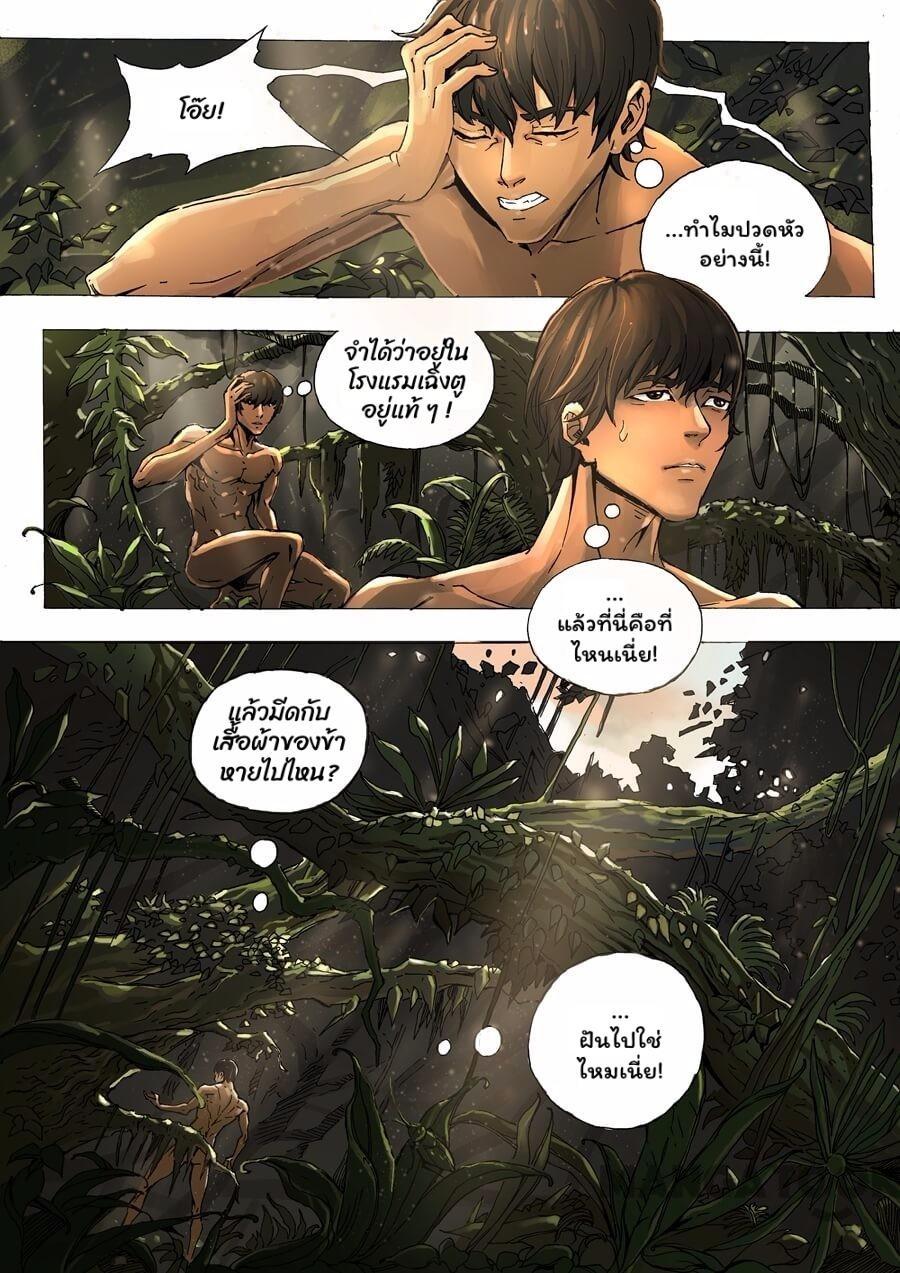 โอ๊ย!
...ทำไมปวดหัว
อย่างนี้!
จำได้ว่าอยู่ใน
โรงแรมเฉิงตู
อยู่แท้ ๆ !
...
แล้วที่นี่คือที่
ไหนเนี่ย!
แล้วมีดกับ
เสื้อผ้าของข้า
หายไปไหน?
...
ฝันไปใช่
ไหมเนี่ย!